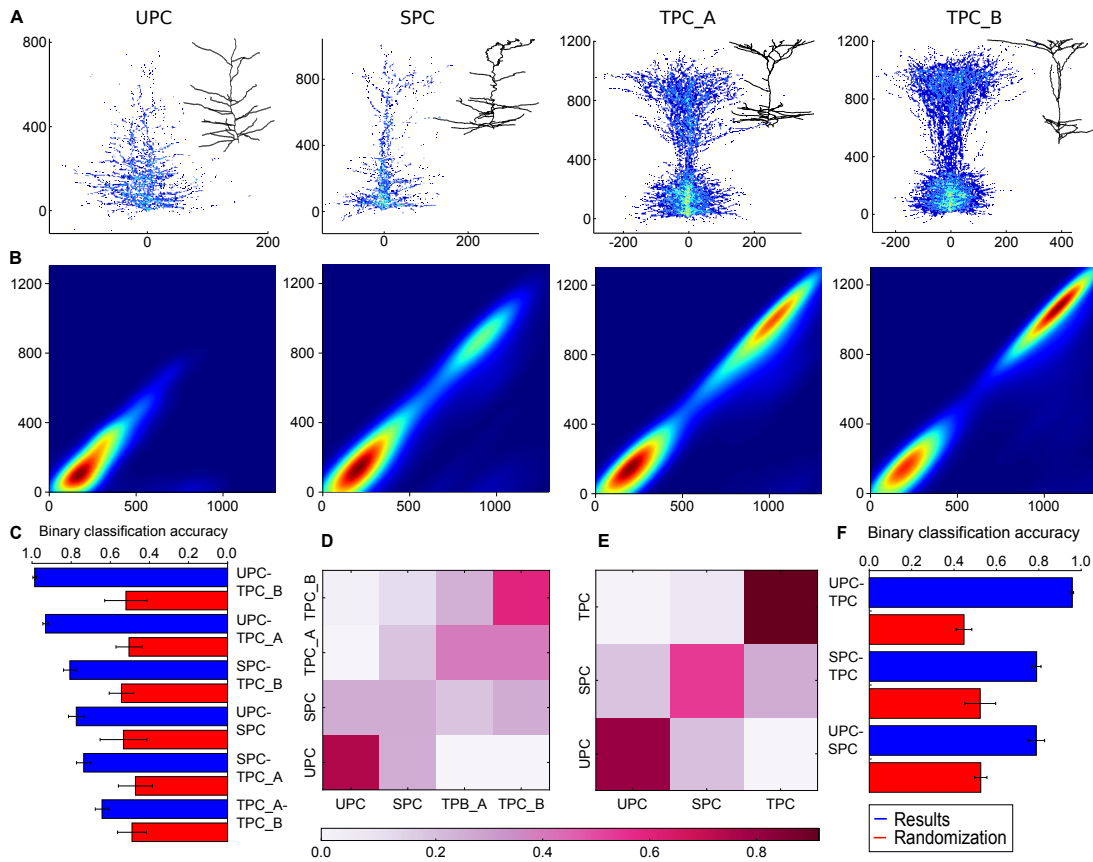 A UPC SPC TPC_A TPC_B
800
400
0
0 200
800
400
0
0 200
1200
800
400
0
-200 0 200
1200
800
400
0
-200 0 200 400
B
1200
800
400
0
0 500 1000
1200
800
400
0
0 500 1000
1200
800
400
0
0 500 1000
1200
800
400
0
0 500 1000
C Binary classification accuracy
1.0 0.8 0.6 0.4 0.2 0.0
UPC-
TPC_B
UPC-
TPC_A
SPC-
TPC_B
UPC-
SPC
SPC-
TPC_A
TPC_A-
TPC_B
D
TPC_B
TPC_A
SPC
UPC
UPC SPC TPB_A TPC_B
E
TPC
SPC
UPC
UPC SPC TPC
0.0 0.2 0.4 0.6 0.8
F Binary classification accuracy
0.0 0.2 0.4 0.6 0.8 1.0
UPC-
TPC
SPC-
TPC
UPC-
SPC
Results
Randomization